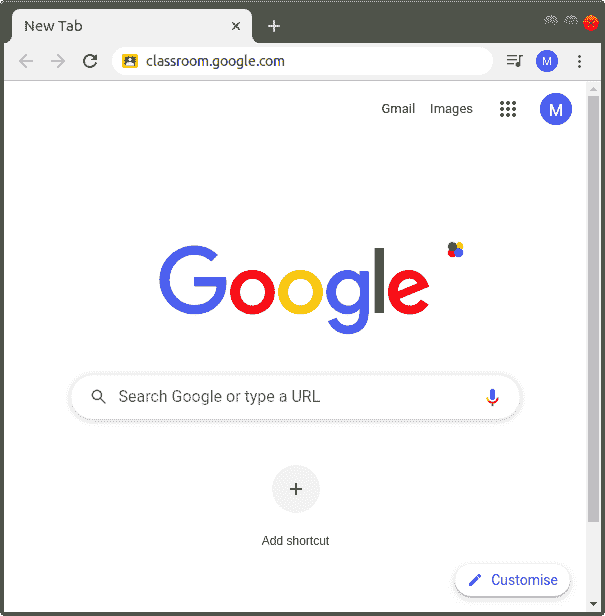 New Tab
classroom.google.com
M
Gmail
Images
M
Google
Search Google or type a URL
Add shortcut
Customise